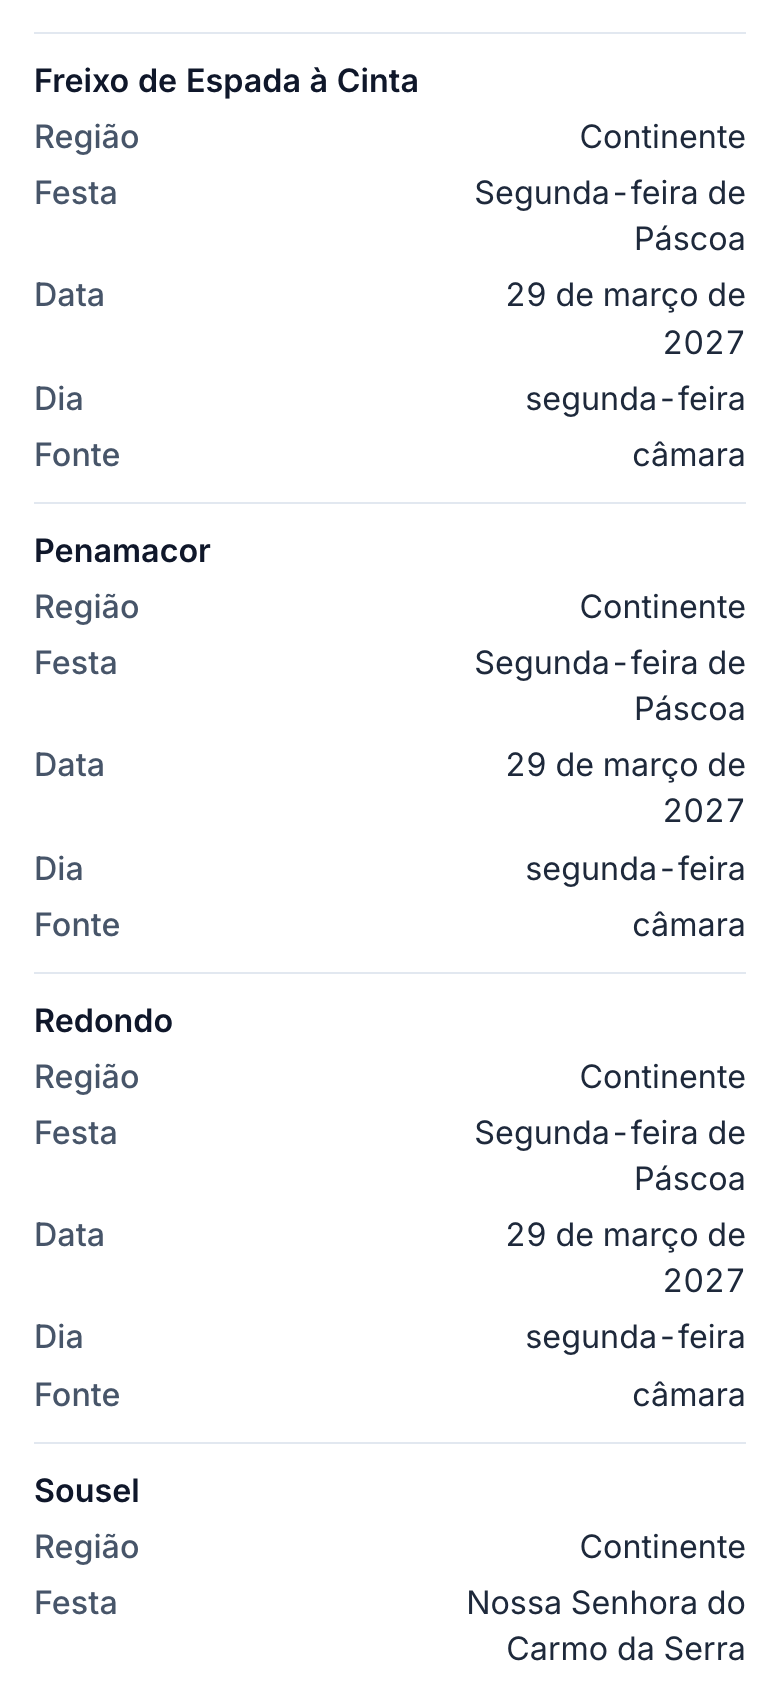 Freixo de Espada à Cinta
Região Continente
Festa Segunda-feira de
Páscoa
Data 29 de março de
2027
Dia segunda-feira
Fonte câmara
Penamacor
Região Continente
Festa Segunda-feira de
Páscoa
Data 29 de março de
2027
Dia segunda-feira
Fonte câmara
Redondo
Região Continente
Festa Segunda-feira de
Páscoa
Data 29 de março de
2027
Dia segunda-feira
Fonte câmara
Sousel
Região Continente
Festa Nossa Senhora do
Carmo da Serra